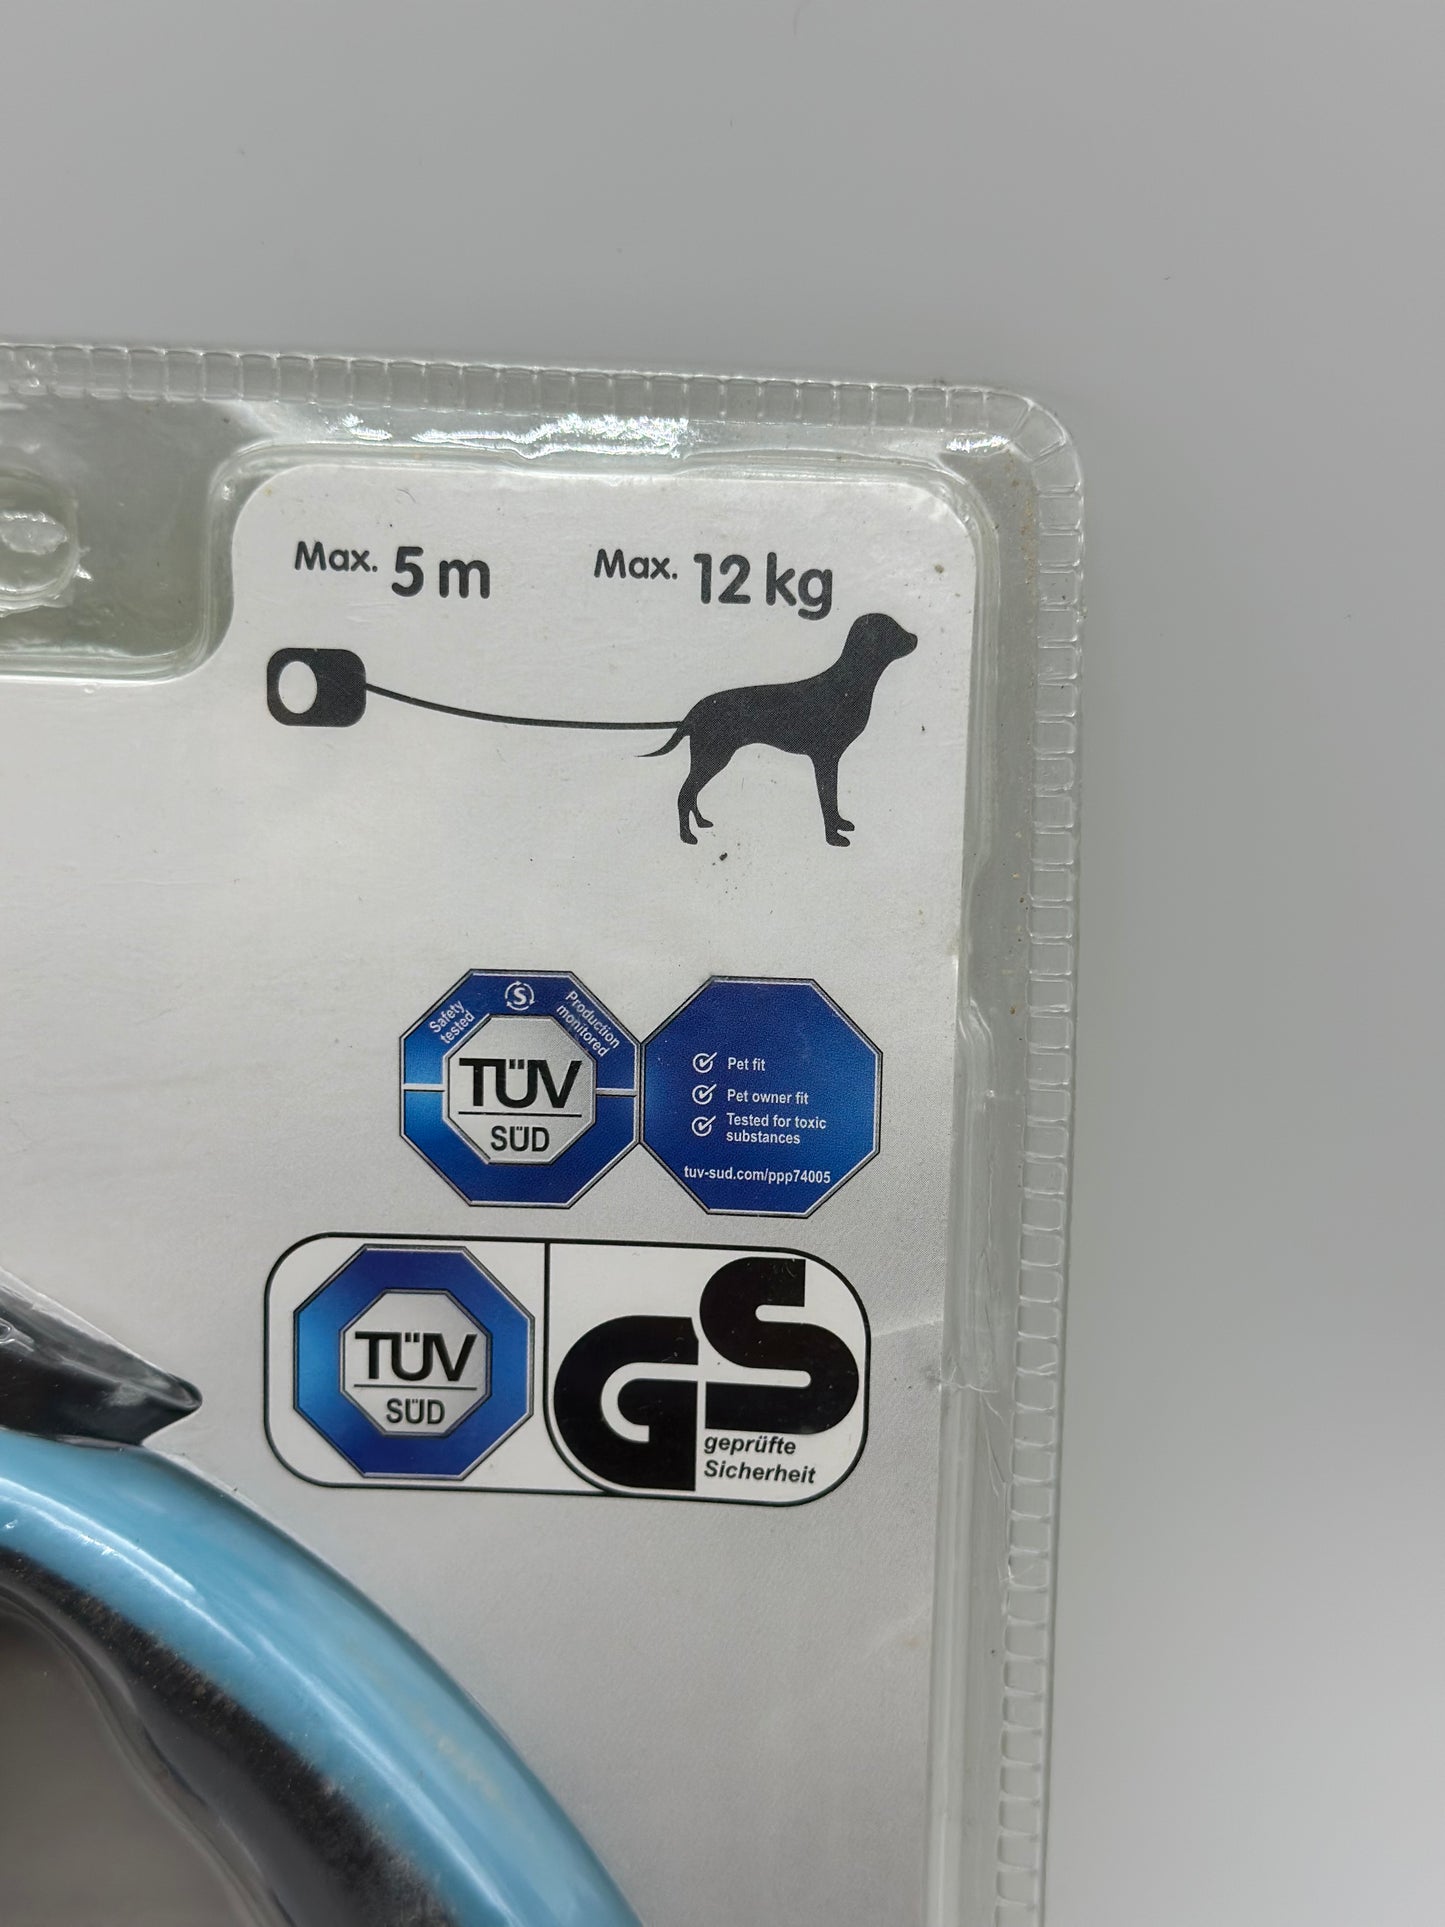 Max. 5 m Max. 12 kg
Safety
tested
S
Production
monitored
TÜV
SÜD
Pet fit
Pet owner fit
Tested for toxic
substances
tuv-sud.com/ppp74005
TÜV
SÜD
GS
geprüfte
Sicherheit